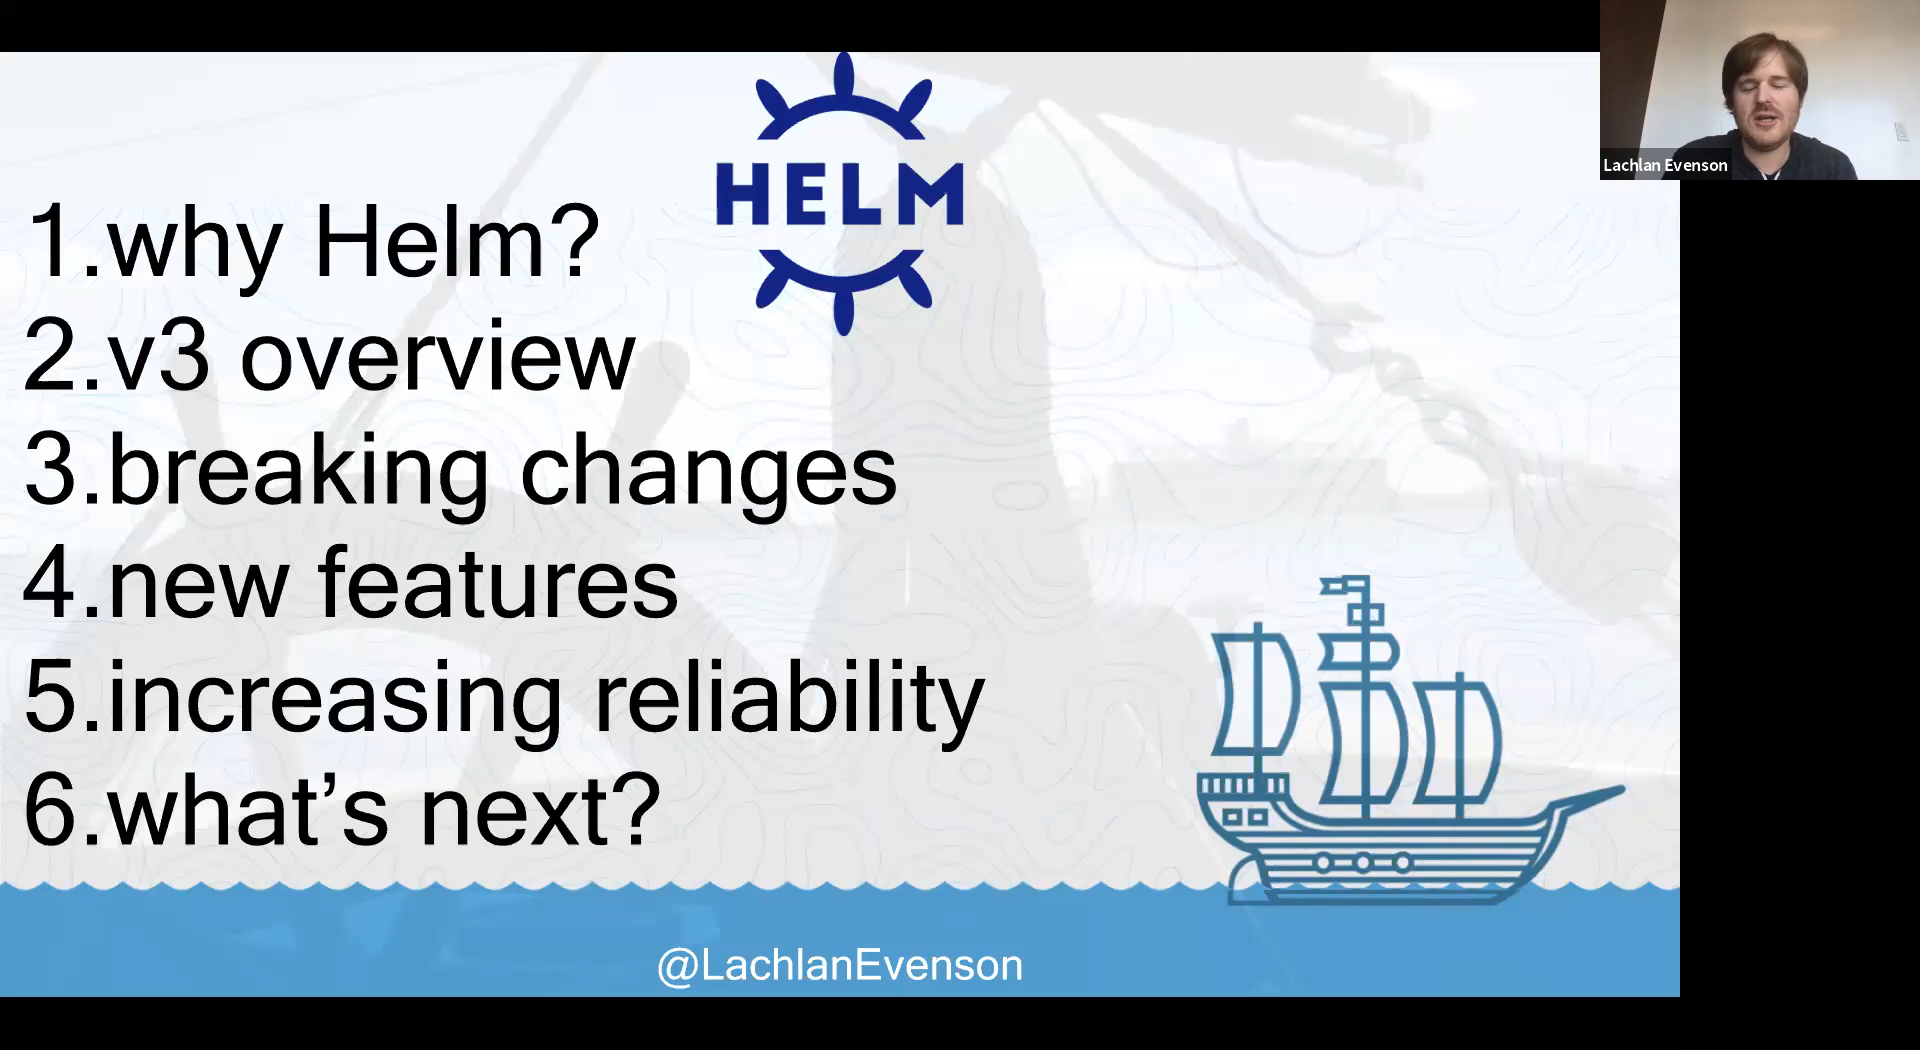 HELM
1.why Helm?
2.v3 overview
3.breaking changes
4.new features
5.increasing reliability
6.what’s next?
@LachlanEvenson
Lachlan Evenson